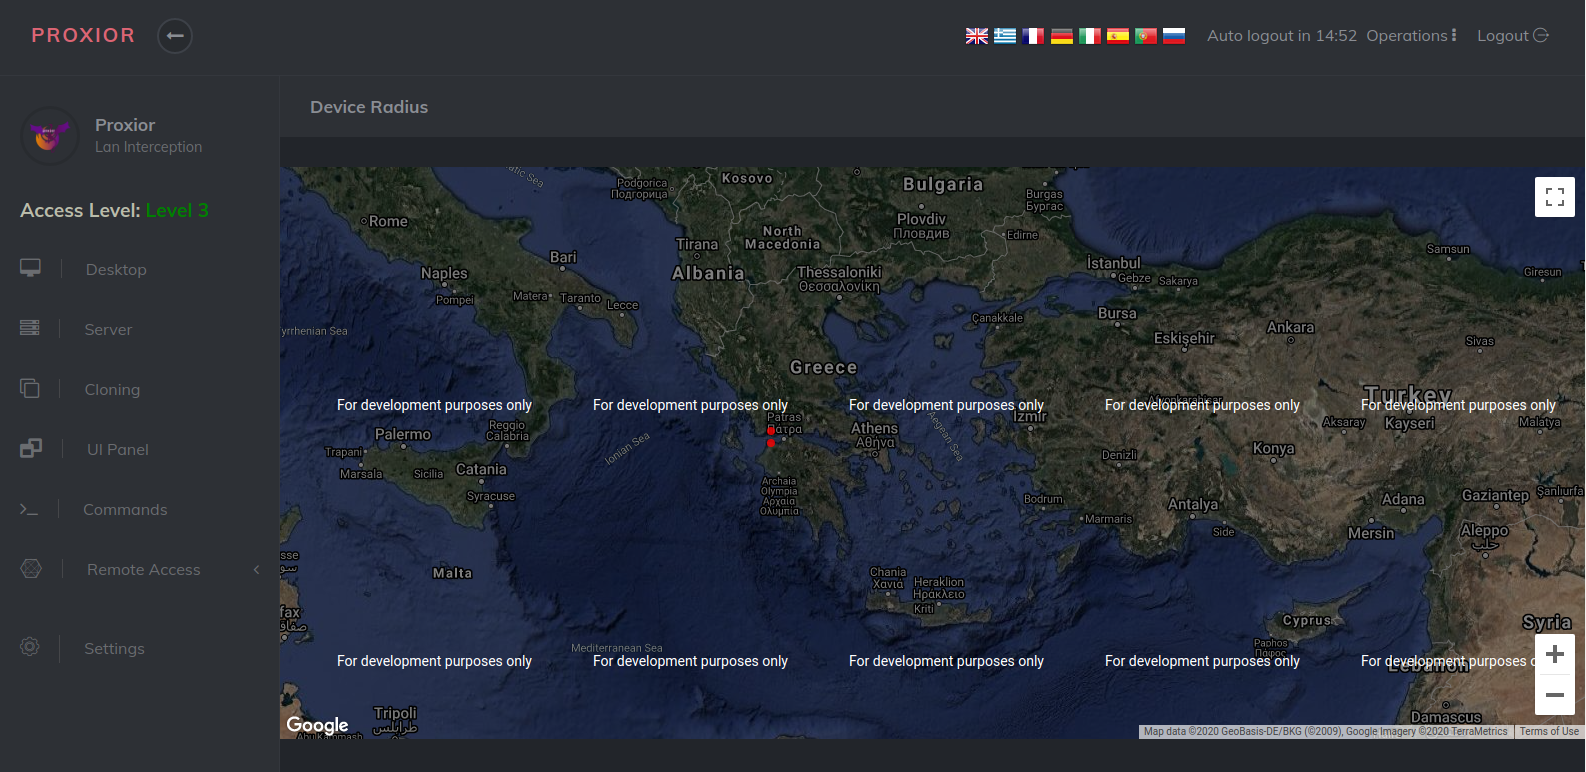 PROXIOR
Auto logout in 14:52 Operations Logout
Proxior
Lan Interception
Access Level: Level 3
Desktop
Server
Cloning
UI Panel
Commands
Remote Access
Settings
Device Radius
Podgorica
Подгорица
Kosovo
Bulgaria
Burgas
Бургас
Rome
Plovdiv
Пловдив
Edirne
Tirana
North
Macedonia
Samsun
Bari
Albania
Thessaloniki
Θεσσαλονίκη
İstanbul
Gebze
Sakarya
Giresun
Naples
Pompei
Matera
Taranto
Lecce
Çanakkale
Bursa
yrrhenian Sea
Eskişehir
Ankara
Sivas
Greece
Turkey
Afyonkarahisar
For development purposes only
For development purposes only
For development purposes only
For development purposes only
For development purposes only
Patras
Πάτρα
İzmir
Aksaray
Kayseri
Malatya
Palermo
Reggio
Calabria
Ionian Sea
Athens
Αθήνα
Aegean Sea
Trapani
Marsala
Sicilia
Catania
Syracuse
Denizli
Konya
Archaia
Olympia
Αρχαία
Ολυμπία
Bodrum
Marmaris
Antalya
Side
Adana
Mersin
Gaziantep
Şanlıurfa
Aleppo
حلب
Malta
Chania
Χανιά
Heraklion
Ηράκλειο
Kriti
Cyprus
Paphos
Πάφος
Syria
Mediterranean Sea
For development purposes only
For development purposes only
For development purposes only
For development purposes only
For development purposes o
Lebanon
Tripoli
طرابلس
Damascus
Google
Map data ©2020 GeoBasis-DE/BKG (©2009), Google Imagery ©2020 TerraMetrics
Terms of Use